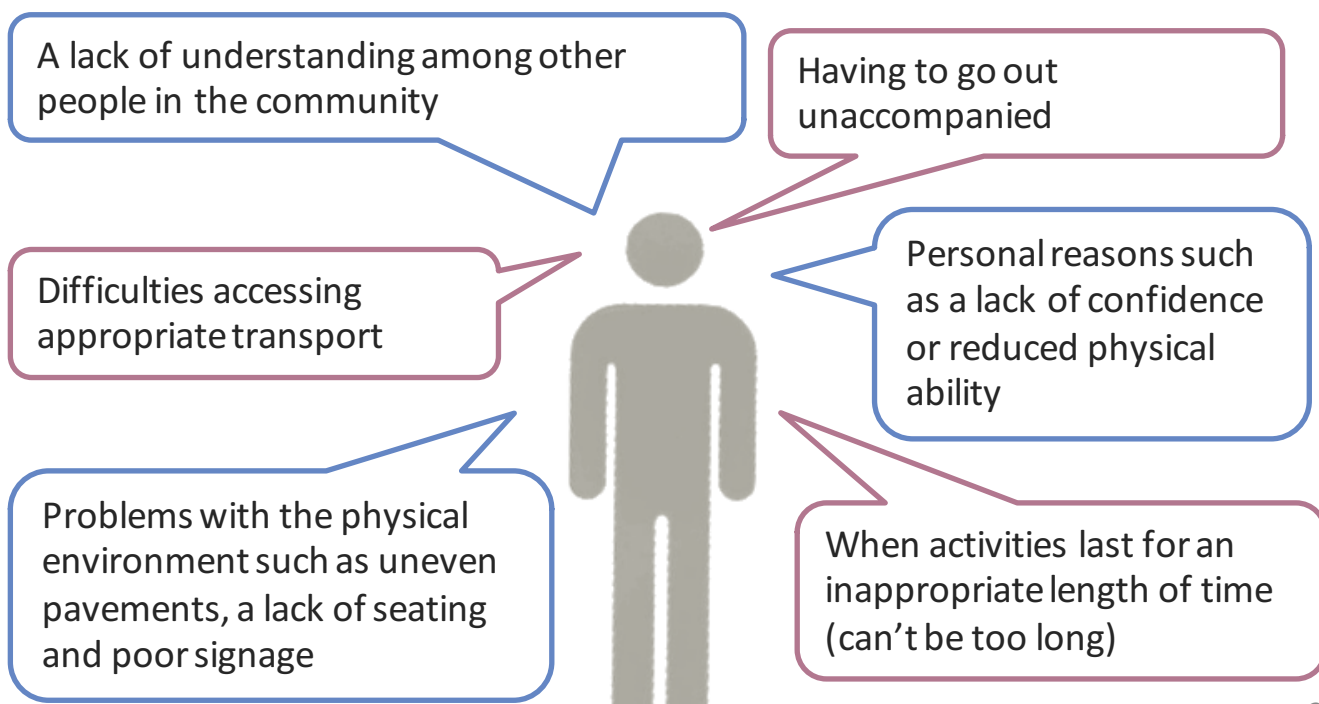 A lack of understanding among other
people in the community
Having to go out
unaccompanied
Difficulties accessing
appropriate transport
Personal reasons such
as a lack of confidence
or reduced physical
ability
Problems with the physical
environment such as uneven
pavements, a lack of seating
and poor signage
When activities last for an
inappropriate length of time
(can’t be too long)